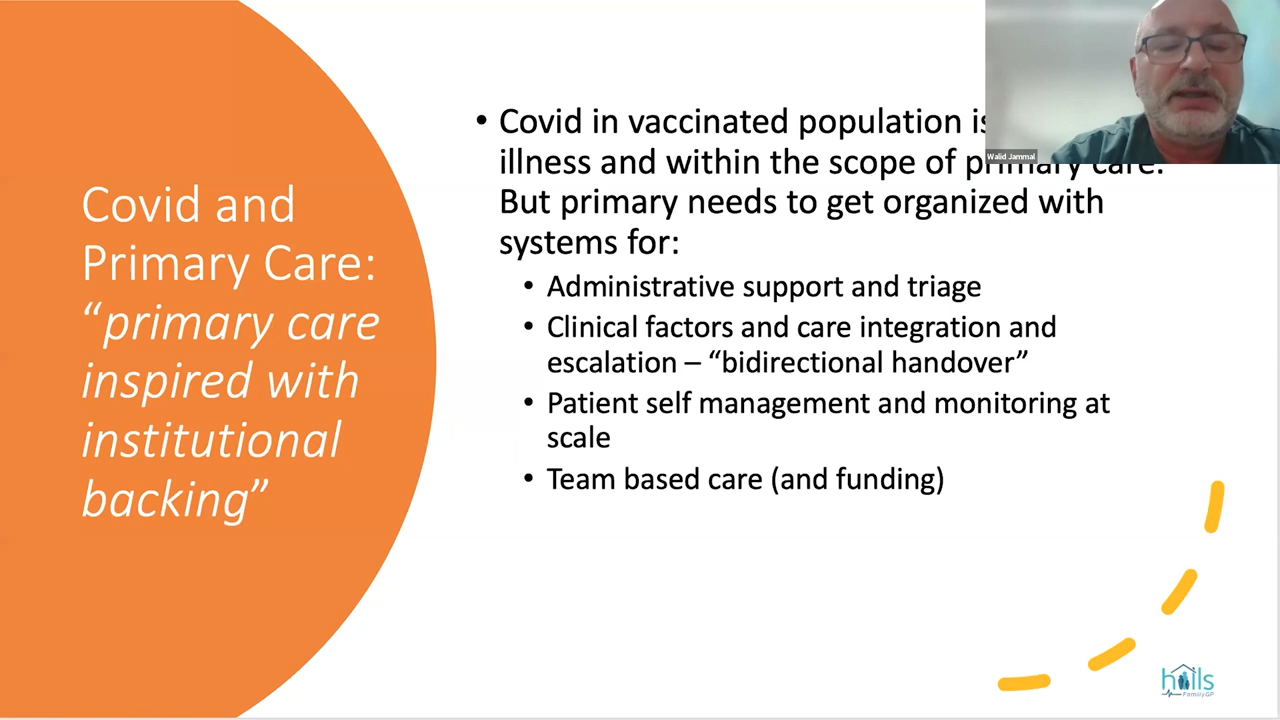 Covid and
Primary Care:
“primary care
inspired with
institutional
backing”
• Covid in vaccinated population is
illness and within the scope of primary care.
But primary needs to get organized with
systems for:
• Administrative support and triage
• Clinical factors and care integration and
escalation – “bidirectional handover”
• Patient self management and monitoring at
scale
• Team based care (and funding)
Walid Jammal
hills
FamilyGP